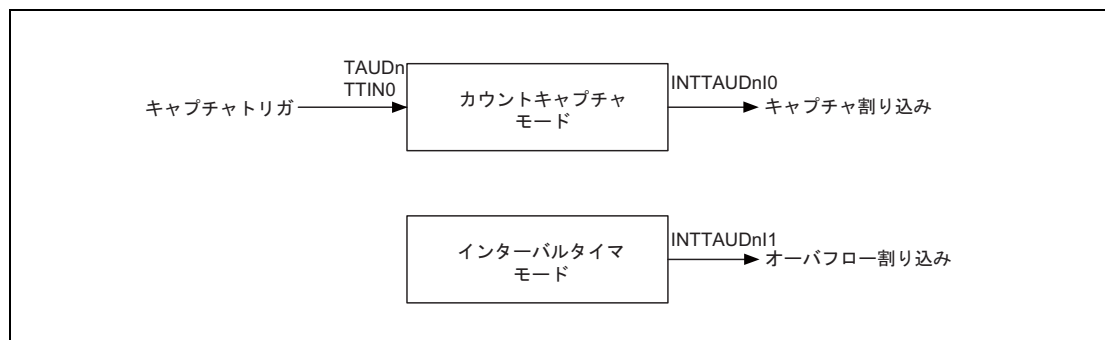 TAUDn
TTIN0
キャプチャトリガ
カウントキャプチャ
モード
INTTAUDnI0
キャプチャ割り込み
インターバルタイマ
モード
INTTAUDnI1
オーバフロー割り込み